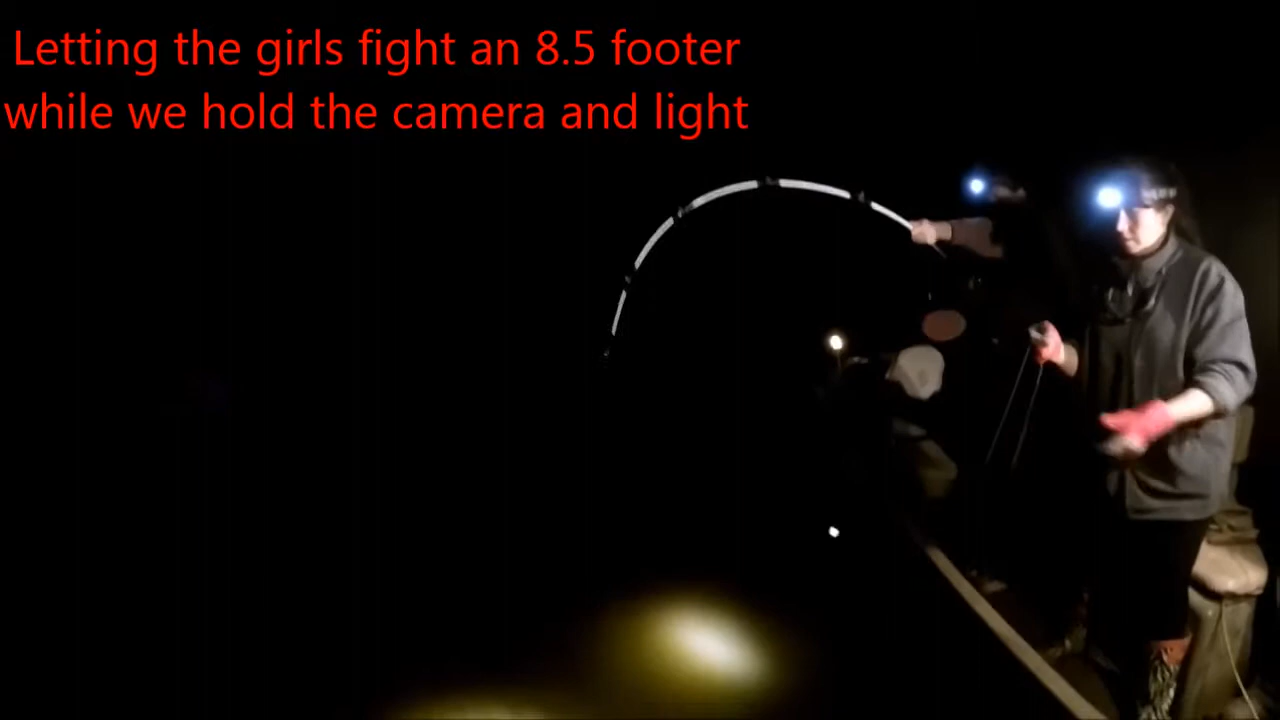 Letting the girls fight an 8.5 footer
while we hold the camera and light